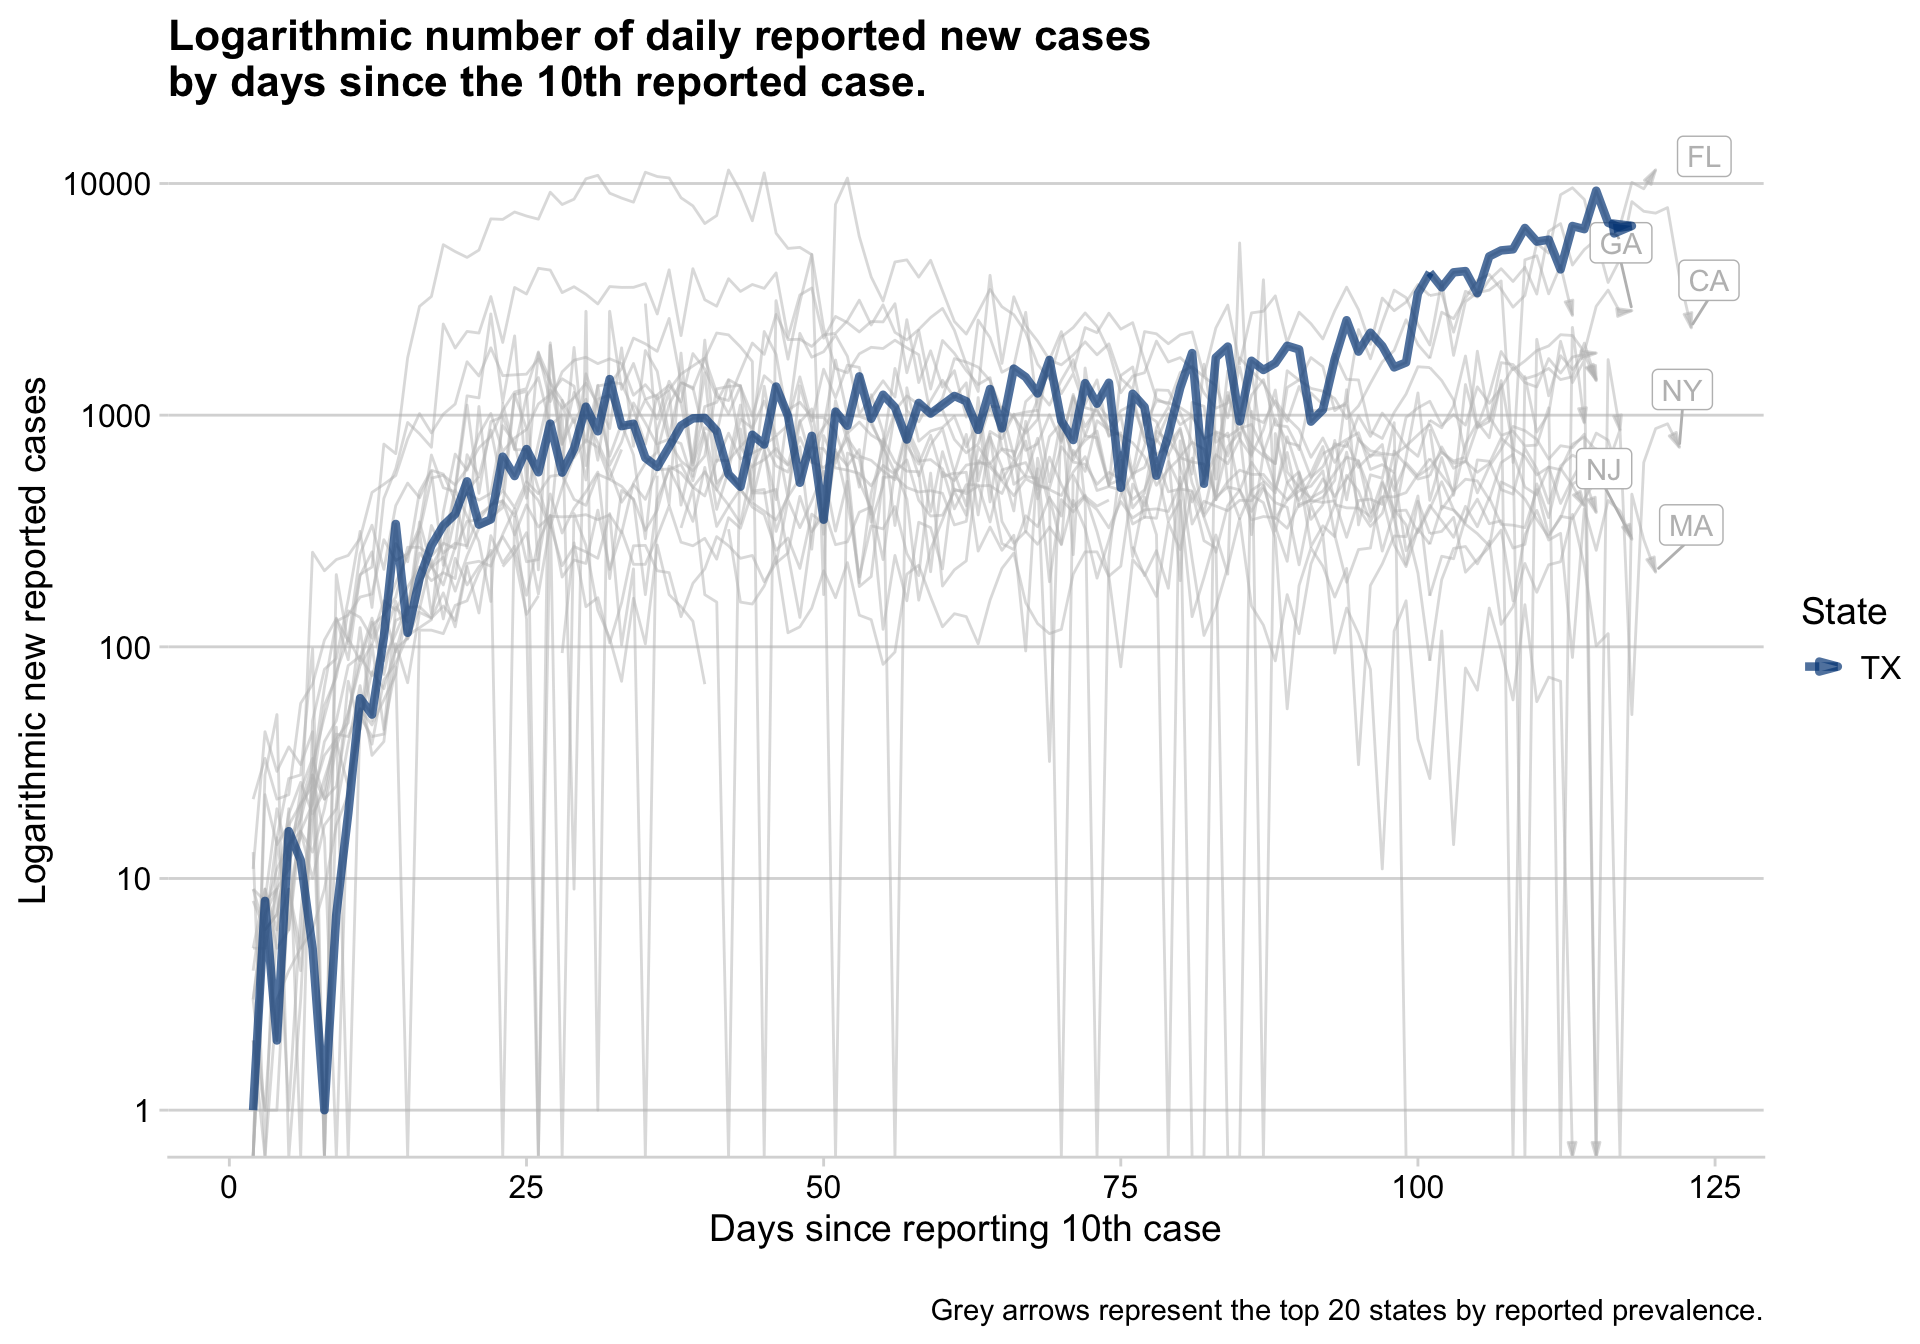 Logarithmic number of daily reported new cases
by days since the 10th reported case.
Logarithmic new reported cases
10000
1000
100
10
1
FL
GA
CA
NY
NJ
MA
State
TX
0
25
50
75
100
125
Days since reporting 10th case
Grey arrows represent the top 20 states by reported prevalence.